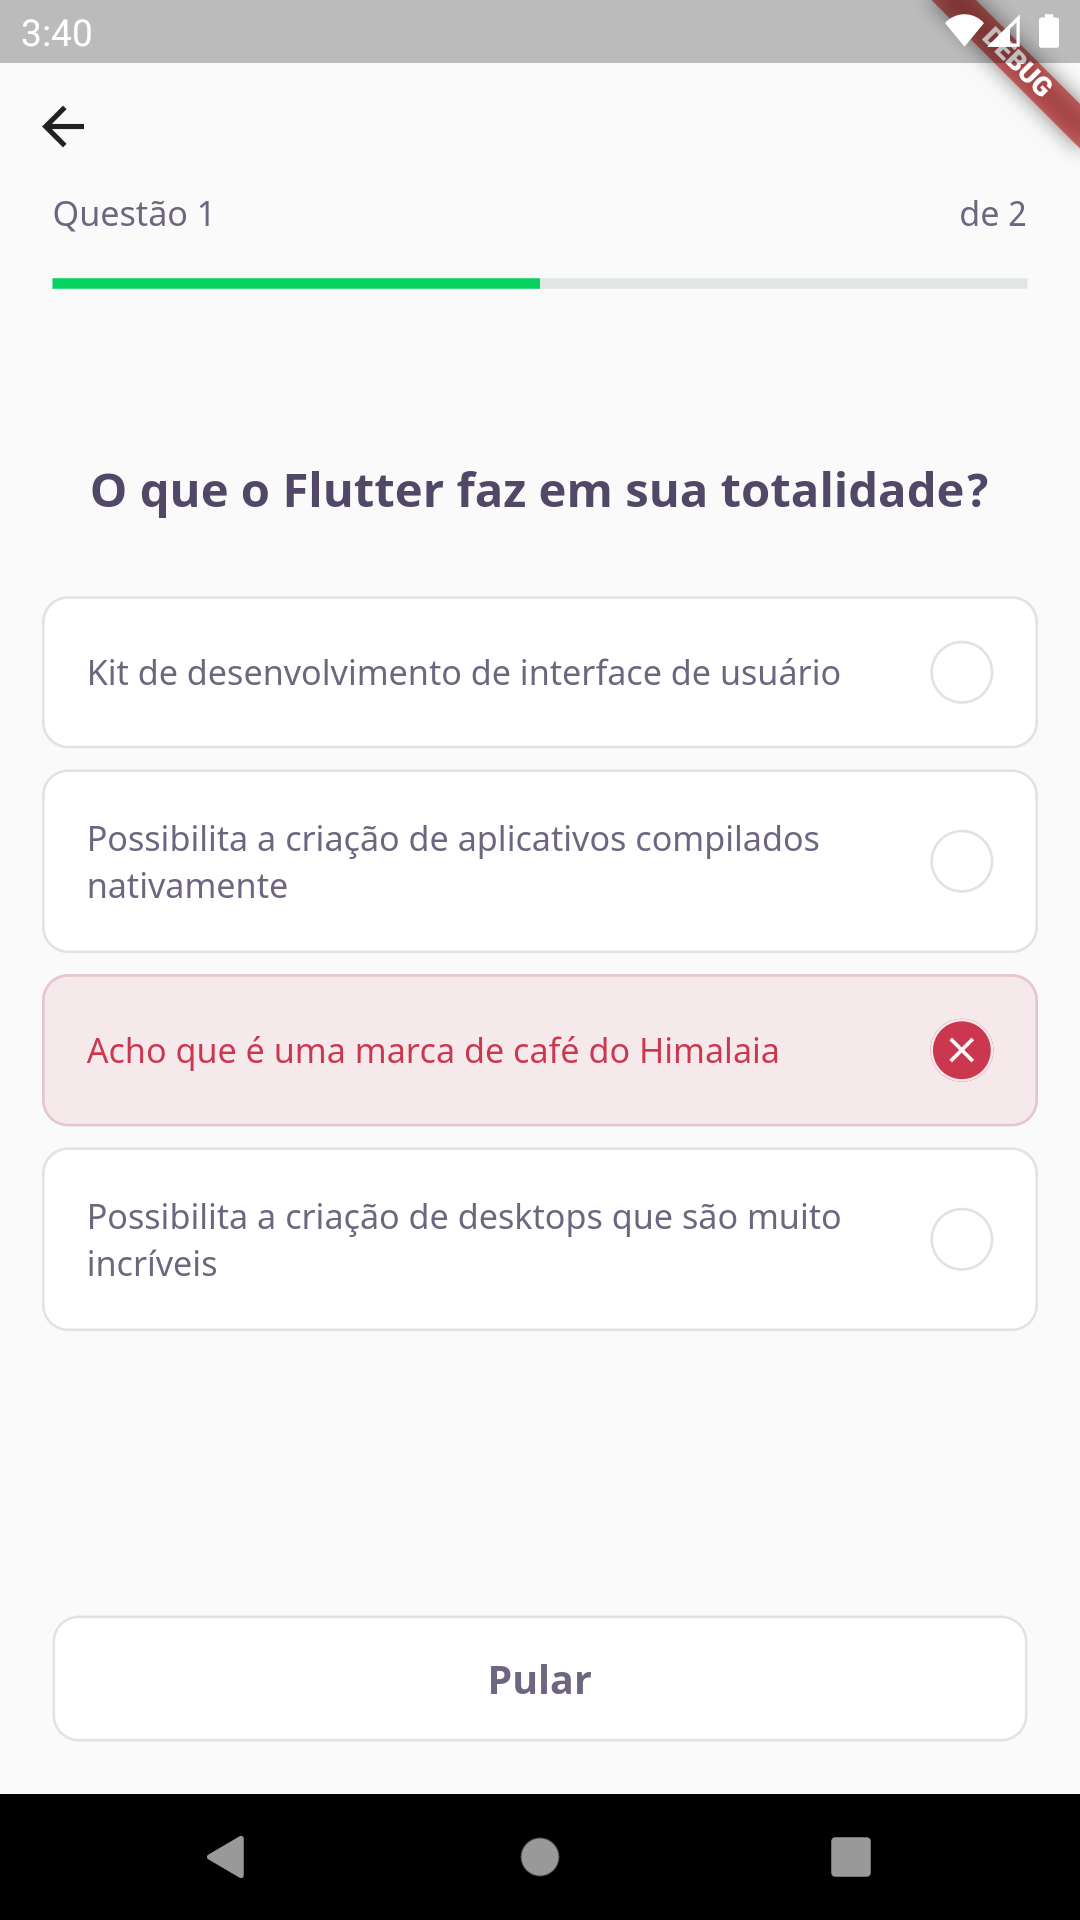 3:40
DEBUG
Questão 1
de 2
O que o Flutter faz em sua totalidade?
Kit de desenvolvimento de interface de usuário
Possibilita a criação de aplicativos compilados
nativamente
Acho que é uma marca de café do Himalaia
Possibilita a criação de desktops que são muito
incríveis
Pular